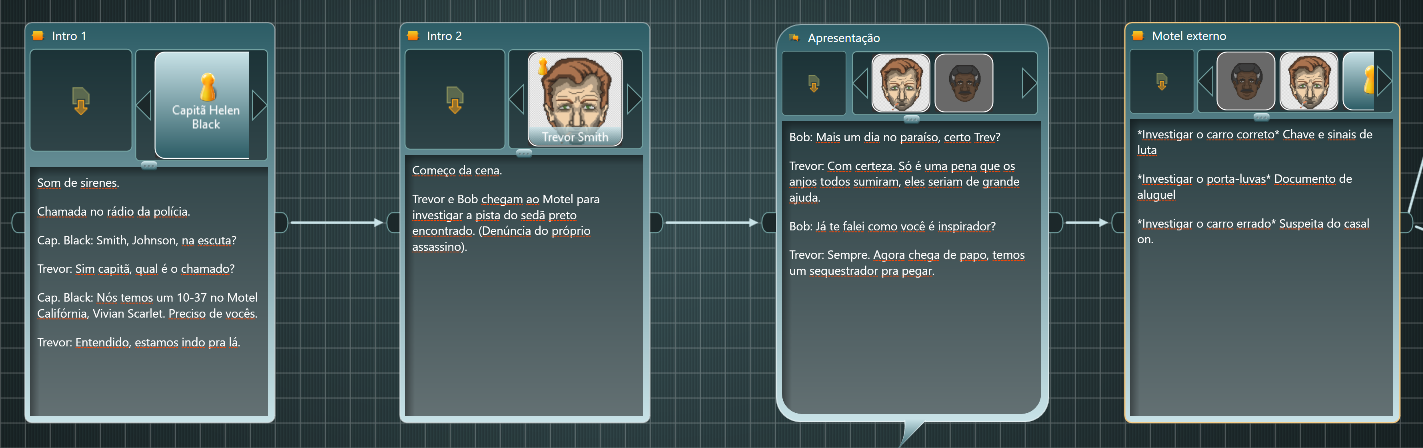 Intro 1
Capitã Helen
Black
Som de sirenes.
Chamada no rádio da polícia.
Cap. Black: Smith, Johnson, na escuta?
Trevor: Sim capitã, qual é o chamado?
Cap. Black: Nós temos um 10-37 no Motel
Califórnia, Vivian Scarlet. Preciso de vocês.
Trevor: Entendido, estamos indo pra lá.
Intro 2
Trevor Smith
Começo da cena.
Trevor e Bob chegam ao Motel para
investigar a pista do sedã preto
encontrado. (Denúncia do próprio
assassino).
Apresentação
Bob: Mais um dia no paraíso, certo Trev?
Trevor: Com certeza. Só é uma pena que os
anjos todos sumiram, eles seriam de grande
ajuda.
Bob: Já te falei como você é inspirador?
Trevor: Sempre. Agora chega de papo, temos
um sequestrador pra pegar.
Motel externo
*Investigar o carro correto* Chave e sinais de
luta
*Investigar o porta-luvas* Documento de
aluguel
*Investigar o carro errado* Suspeita do casal
on.